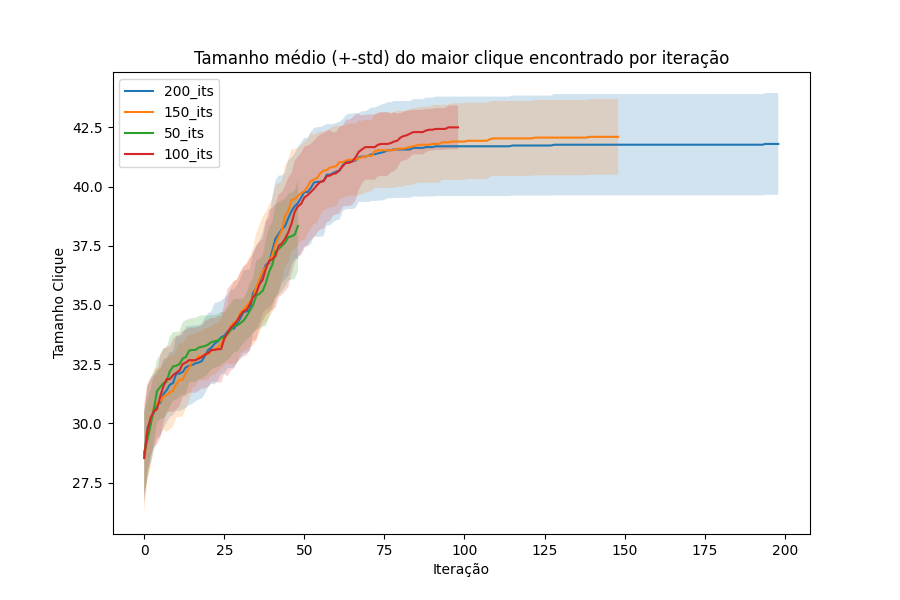 Tamanho médio (+-std) do maior clique encontrado por iteração
200_its
150_its
50_its
100_its
Tamanho Clique
42.5
40.0
37.5
35.0
32.5
30.0
27.5
0 25 50 75 100 125 150 175 200
Iteração